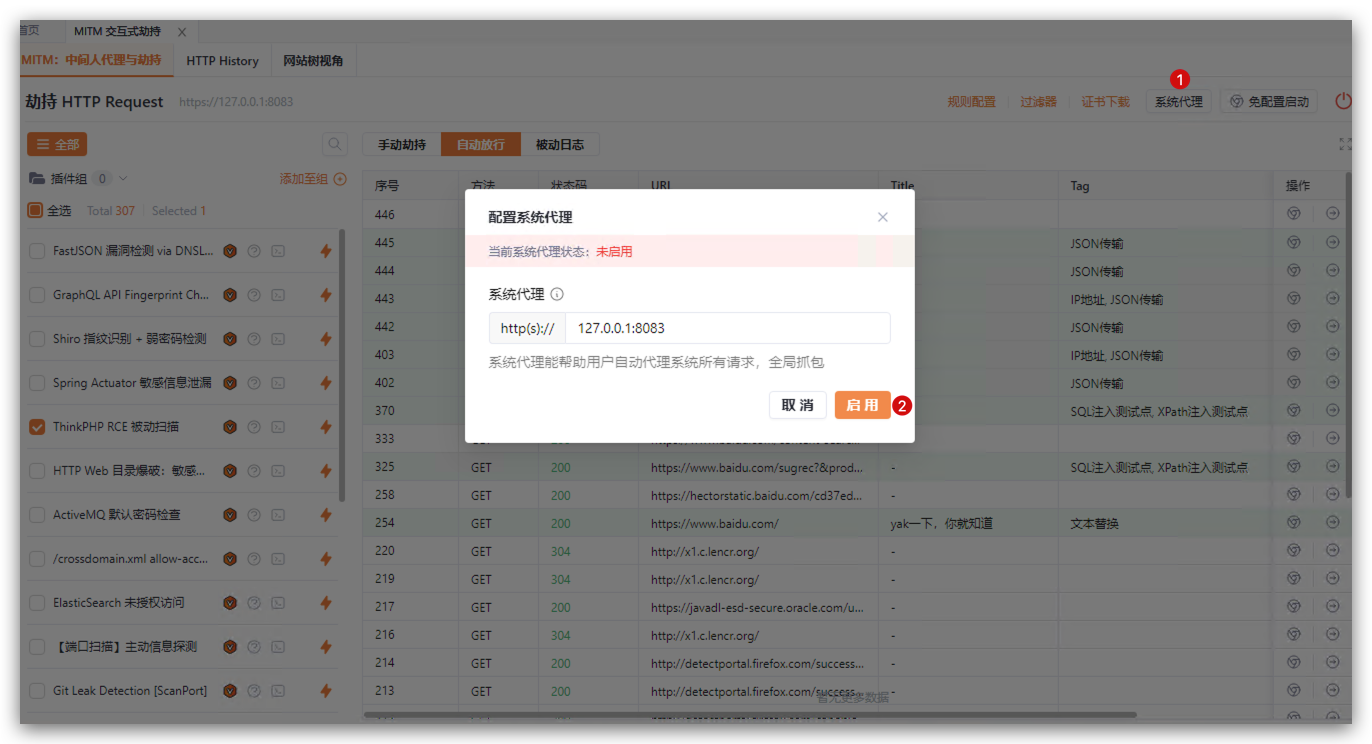 首页 MITM 交互式劫持
MITM：中间人代理与劫持 HTTP History 网站树视角
1
劫持 HTTP Request https://127.0.0.1:8083 规则配置 过滤器 证书下载 系统代理 免配置启动
全部 手动劫持 自动放行 被动日志
插件组 0 添加至组 序号 方法 状态码 URL Title Tag 操作
全选 Total 307 Selected 1 446
配置系统代理
当前系统代理状态：未启用
系统代理
http(s):// 127.0.0.1:8083
系统代理能帮助用户自动代理系统所有请求，全局抓包
取 消 启 用 2
FastJSON 漏洞检测 via DNSL... 445 JSON传输
444 JSON传输
GraphQL API Fingerprint Ch... 443 IP地址, JSON传输
Shiro 指纹识别 + 弱密码检测 442 JSON传输
403 IP地址, JSON传输
Spring Actuator 敏感信息泄漏 402 JSON传输
370 SQL注入测试点, XPath注入测试点
ThinkPHP RCE 被动扫描 333
HTTP Web 目录爆破：敏感... 325 GET 200 https://www.baidu.com/sugrec?&prod... - SQL注入测试点, XPath注入测试点
258 GET 200 https://hectorstatic.baidu.com/cd37ed... -
ActiveMQ 默认密码检查 254 GET 200 https://www.baidu.com/ yak一下，你就知道 文本替换
/crossdomain.xml allow-acc... 220 GET 304 http://x1.c.lencr.org/ -
219 GET 304 http://x1.c.lencr.org/ -
ElasticSearch 未授权访问 217 GET 200 https://javadl-esd-secure.oracle.com/u... -
216 GET 304 http://x1.c.lencr.org/ -
【端口扫描】主动信息探测 214 GET 200 http://detectportal.firefox.com/success... -
Git Leak Detection [ScanPort] 213 GET 200 http://detectportal.firefox.com/success... -
暂无更多数据